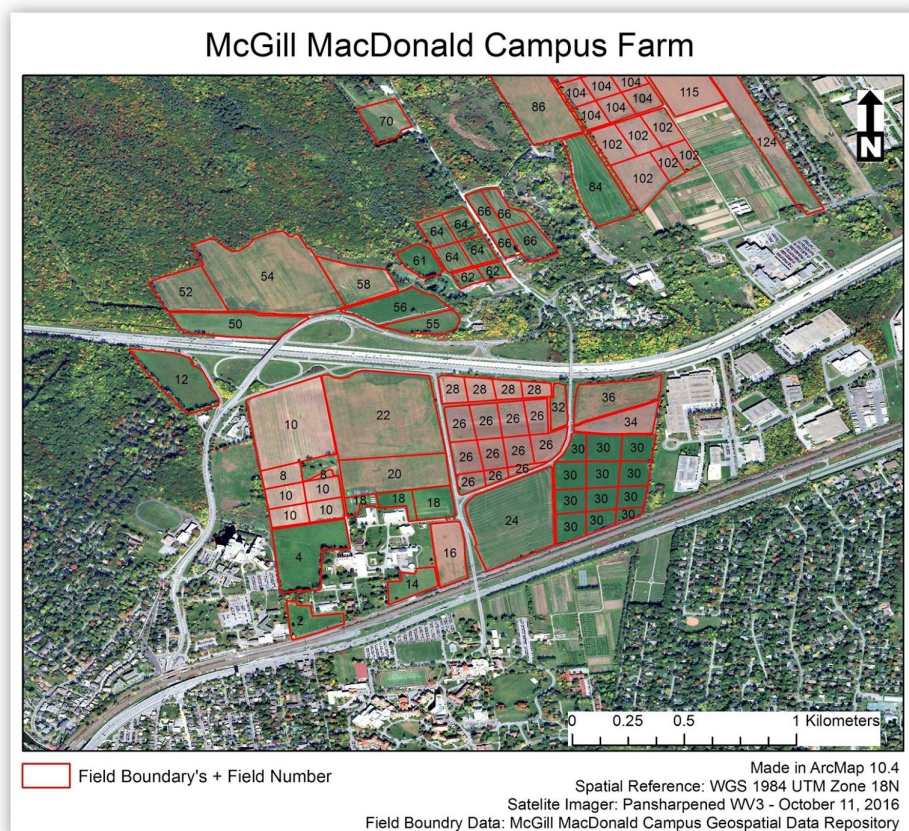 McGill MacDonald Campus Farm
86
104 104 104
115
70
104 104 104
N
102 102 102
124
102 102
102
84
66 66
64 64
66 66
64 64
61
62 62
54
52
58
56
50
55
12
28 28 28 28
36
32
22
26 26 26 26
34
10
26 26 26 26
30 30 30
8 8
20
26 26 26
30 30 30
10 10
18 18 18
30 30 30
10 10
24
30 30 30
4
16
14
2
0 0.25 0.5 1 Kilometers
Field Boundary's + Field Number
Made in ArcMap 10.4
Spatial Reference: WGS 1984 UTM Zone 18N
Satelite Imager: Pansharpened WV3 - October 11, 2016
Field Boundry Data: McGill MacDonald Campus Geospatial Data Repository